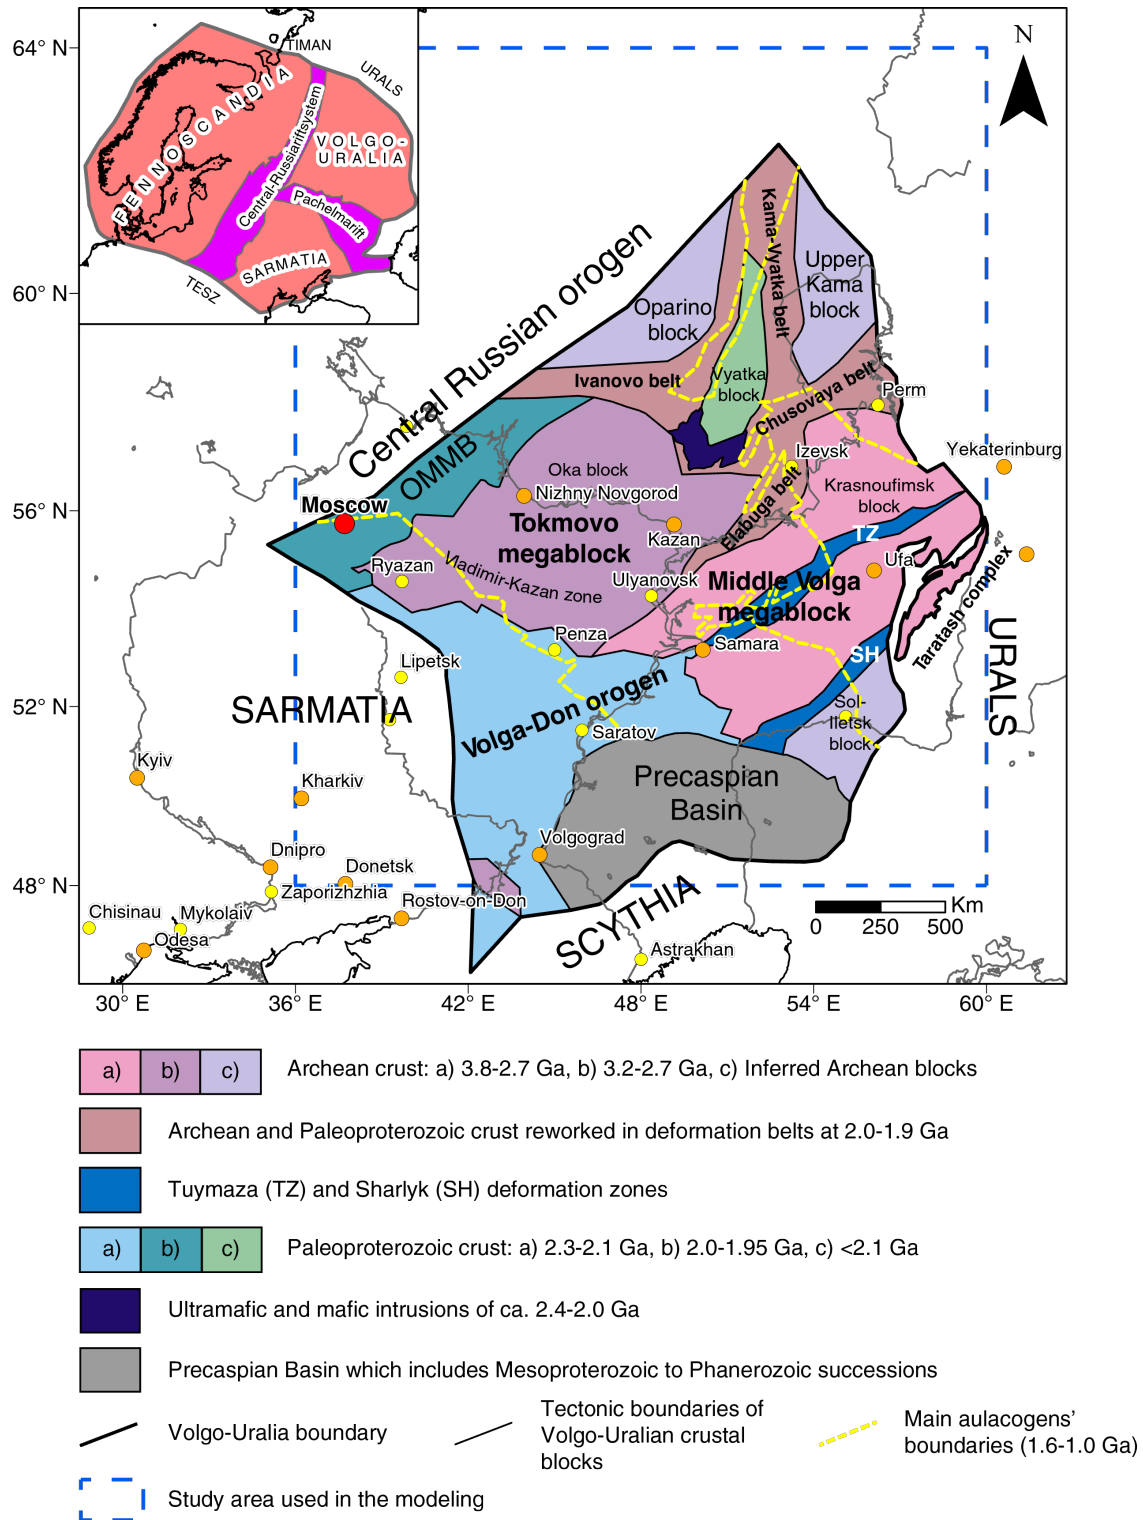 64° N
60° N
56° N
52° N
48° N
30° E
36° E
42° E
48° E
54° E
60° E
TIMAN
URALS
FENNOSCANDIA
Central-Russiariftsystem
VOLGO-
URALIA
Pachelmarift
SARMATIA
TESZ
N
Central Russian orogen
Kama-Vyatka belt
Upper
Kama
block
Oparino
block
Ivanovo belt
Vyatka
block
Chusovaya belt
Perm
OMMB
Oka block
Izevsk
Yekaterinburg
Moscow
Nizhny Novgorod
Krasnoufimsk
block
Tokmovo
megablock
Kazan
Elabuga belt
TZ
Ufa
Ryazan
Vladimir-Kazan zone
Ulyanovsk
Middle Volga
megablock
Taratash complex
Penza
Samara
SH
URALS
Lipetsk
SARMATIA
Volga-Don orogen
Sol-
Iletsk
block
Saratov
Kyiv
Kharkiv
Precaspian
Basin
Volgograd
Dnipro
Donetsk
Zaporizhzhia
Rostov-on-Don
Chisinau
Mykolaiv
Odesa
SCYTHIA
Astrakhan
Km
0 250 500
a) b) c) Archean crust: a) 3.8-2.7 Ga, b) 3.2-2.7 Ga, c) Inferred Archean blocks
Archean and Paleoproterozoic crust reworked in deformation belts at 2.0-1.9 Ga
Tuymaza (TZ) and Sharlyk (SH) deformation zones
a) b) c) Paleoproterozoic crust: a) 2.3-2.1 Ga, b) 2.0-1.95 Ga, c) <2.1 Ga
Ultramafic and mafic intrusions of ca. 2.4-2.0 Ga
Precaspian Basin which includes Mesoproterozoic to Phanerozoic successions
Volgo-Uralia boundary
Tectonic boundaries of
Volgo-Uralian crustal
blocks
Main aulacogens’
boundaries (1.6-1.0 Ga)
Study area used in the modeling